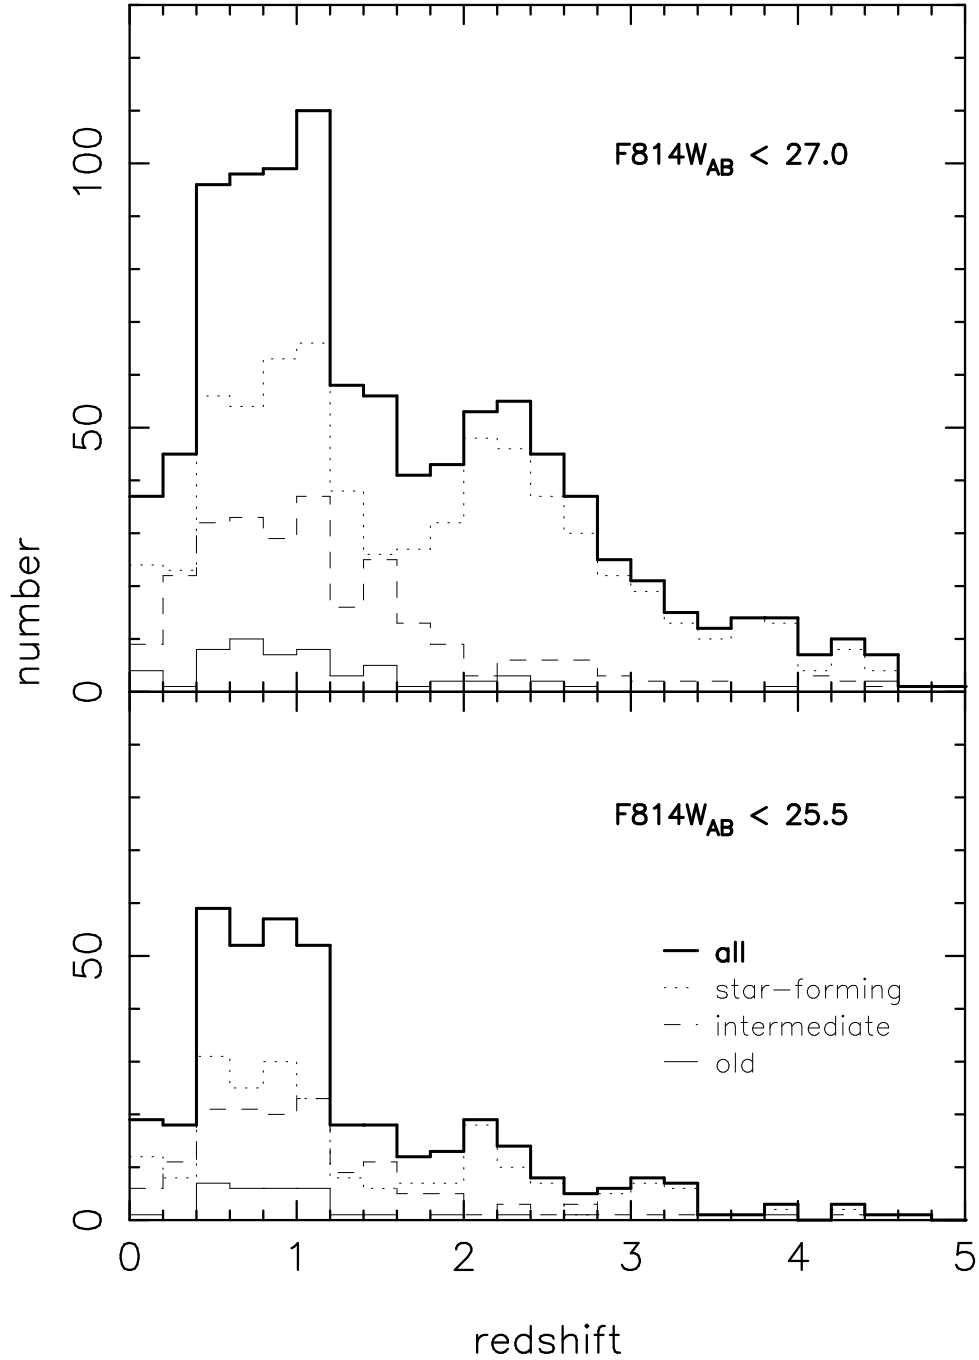 F814W_AB < 27.0
100
50
0
number
F814W_AB < 25.5
50
0
all
star-forming
intermediate
old
0 1 2 3 4 5
redshift